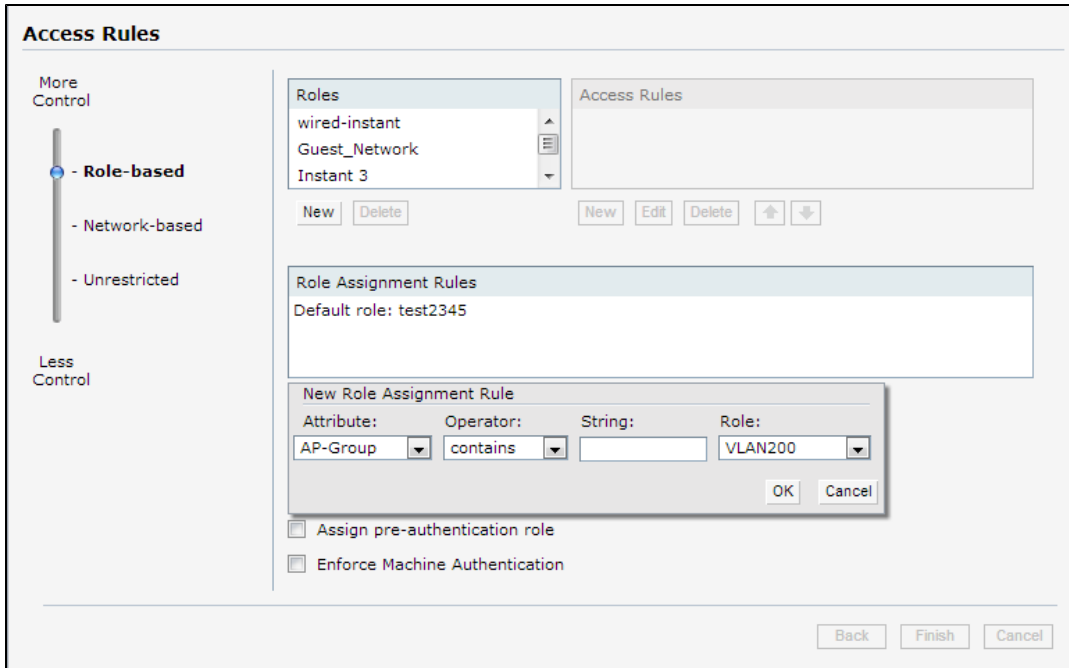 Access Rules
More
Control
- Role-based
- Network-based
- Unrestricted
Less
Control
Roles
wired-instant
Guest_Network
Instant 3
New Delete
Access Rules
New Edit Delete
Role Assignment Rules
Default role: test2345
New Role Assignment Rule
Attribute: Operator: String: Role:
AP-Group contains VLAN200
OK Cancel
Assign pre-authentication role
Enforce Machine Authentication
Back Finish Cancel